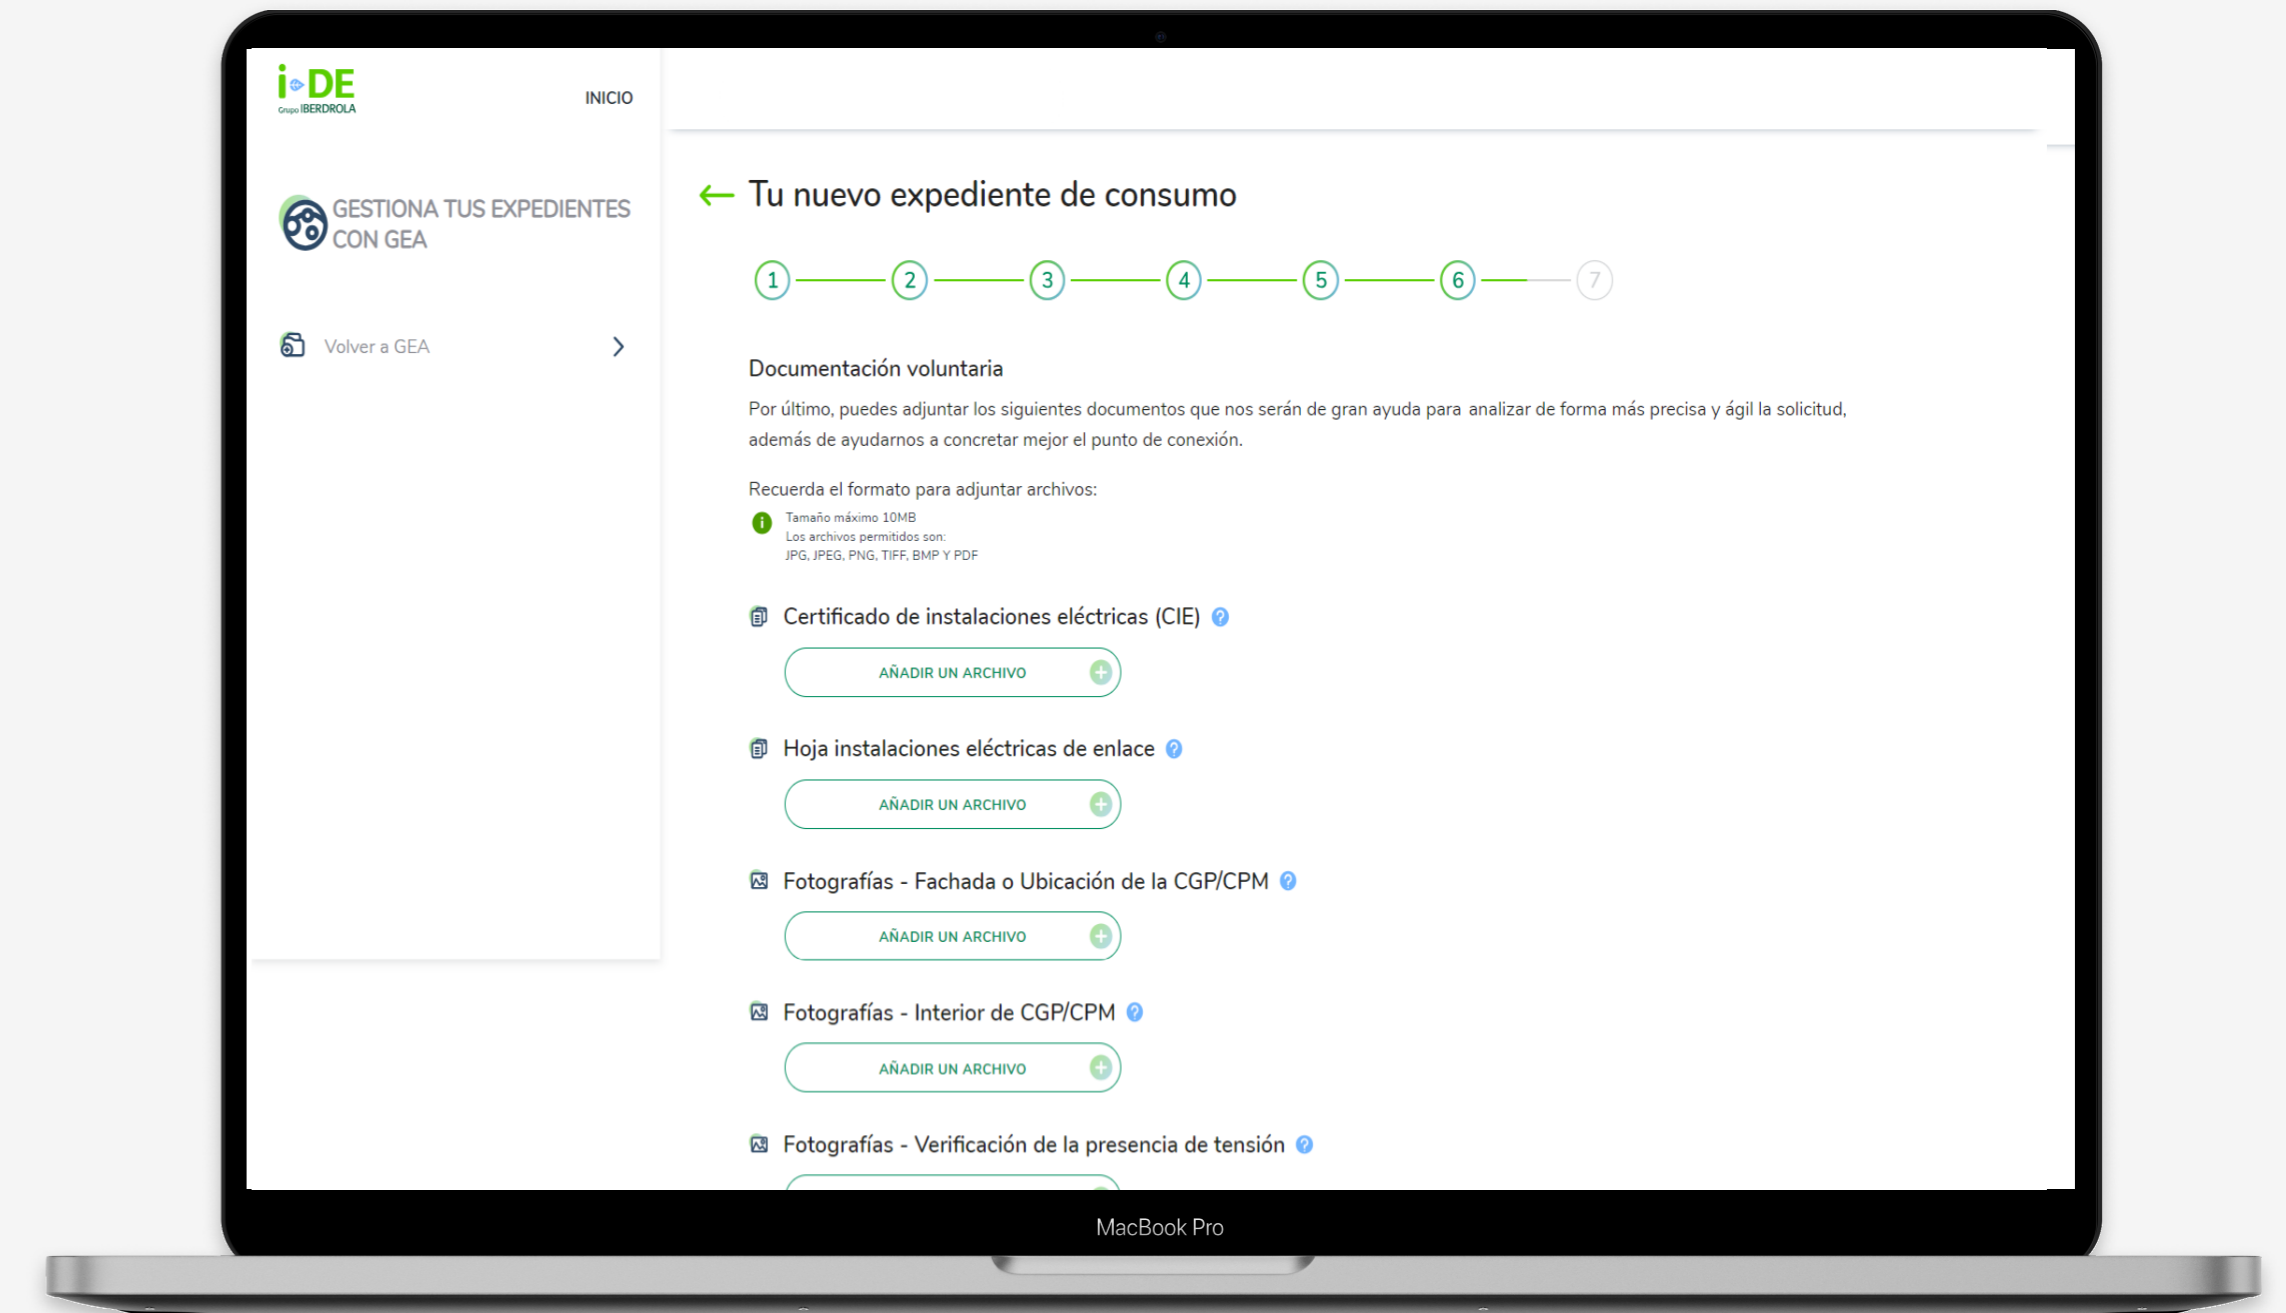 i DE
Grupo IBERDROLA
INICIO
GESTIONA TUS EXPEDIENTES
CON GEA
Volver a GEA
Tu nuevo expediente de consumo
1 2 3 4 5 6 7
Documentación voluntaria
Por último, puedes adjuntar los siguientes documentos que nos serán de gran ayuda para analizar de forma más precisa y ágil la solicitud,
además de ayudarnos a concretar mejor el punto de conexión.
Recuerda el formato para adjuntar archivos:
Tamaño máximo 10MB
Los archivos permitidos son:
JPG, JPEG, PNG, TIFF, BMP Y PDF
Certificado de instalaciones eléctricas (CIE) ?
AÑADIR UN ARCHIVO +
Hoja instalaciones eléctricas de enlace ?
AÑADIR UN ARCHIVO +
Fotografías - Fachada o Ubicación de la CGP/CPM ?
AÑADIR UN ARCHIVO +
Fotografías - Interior de CGP/CPM ?
AÑADIR UN ARCHIVO +
Fotografías - Verificación de la presencia de tensión ?
MacBook Pro